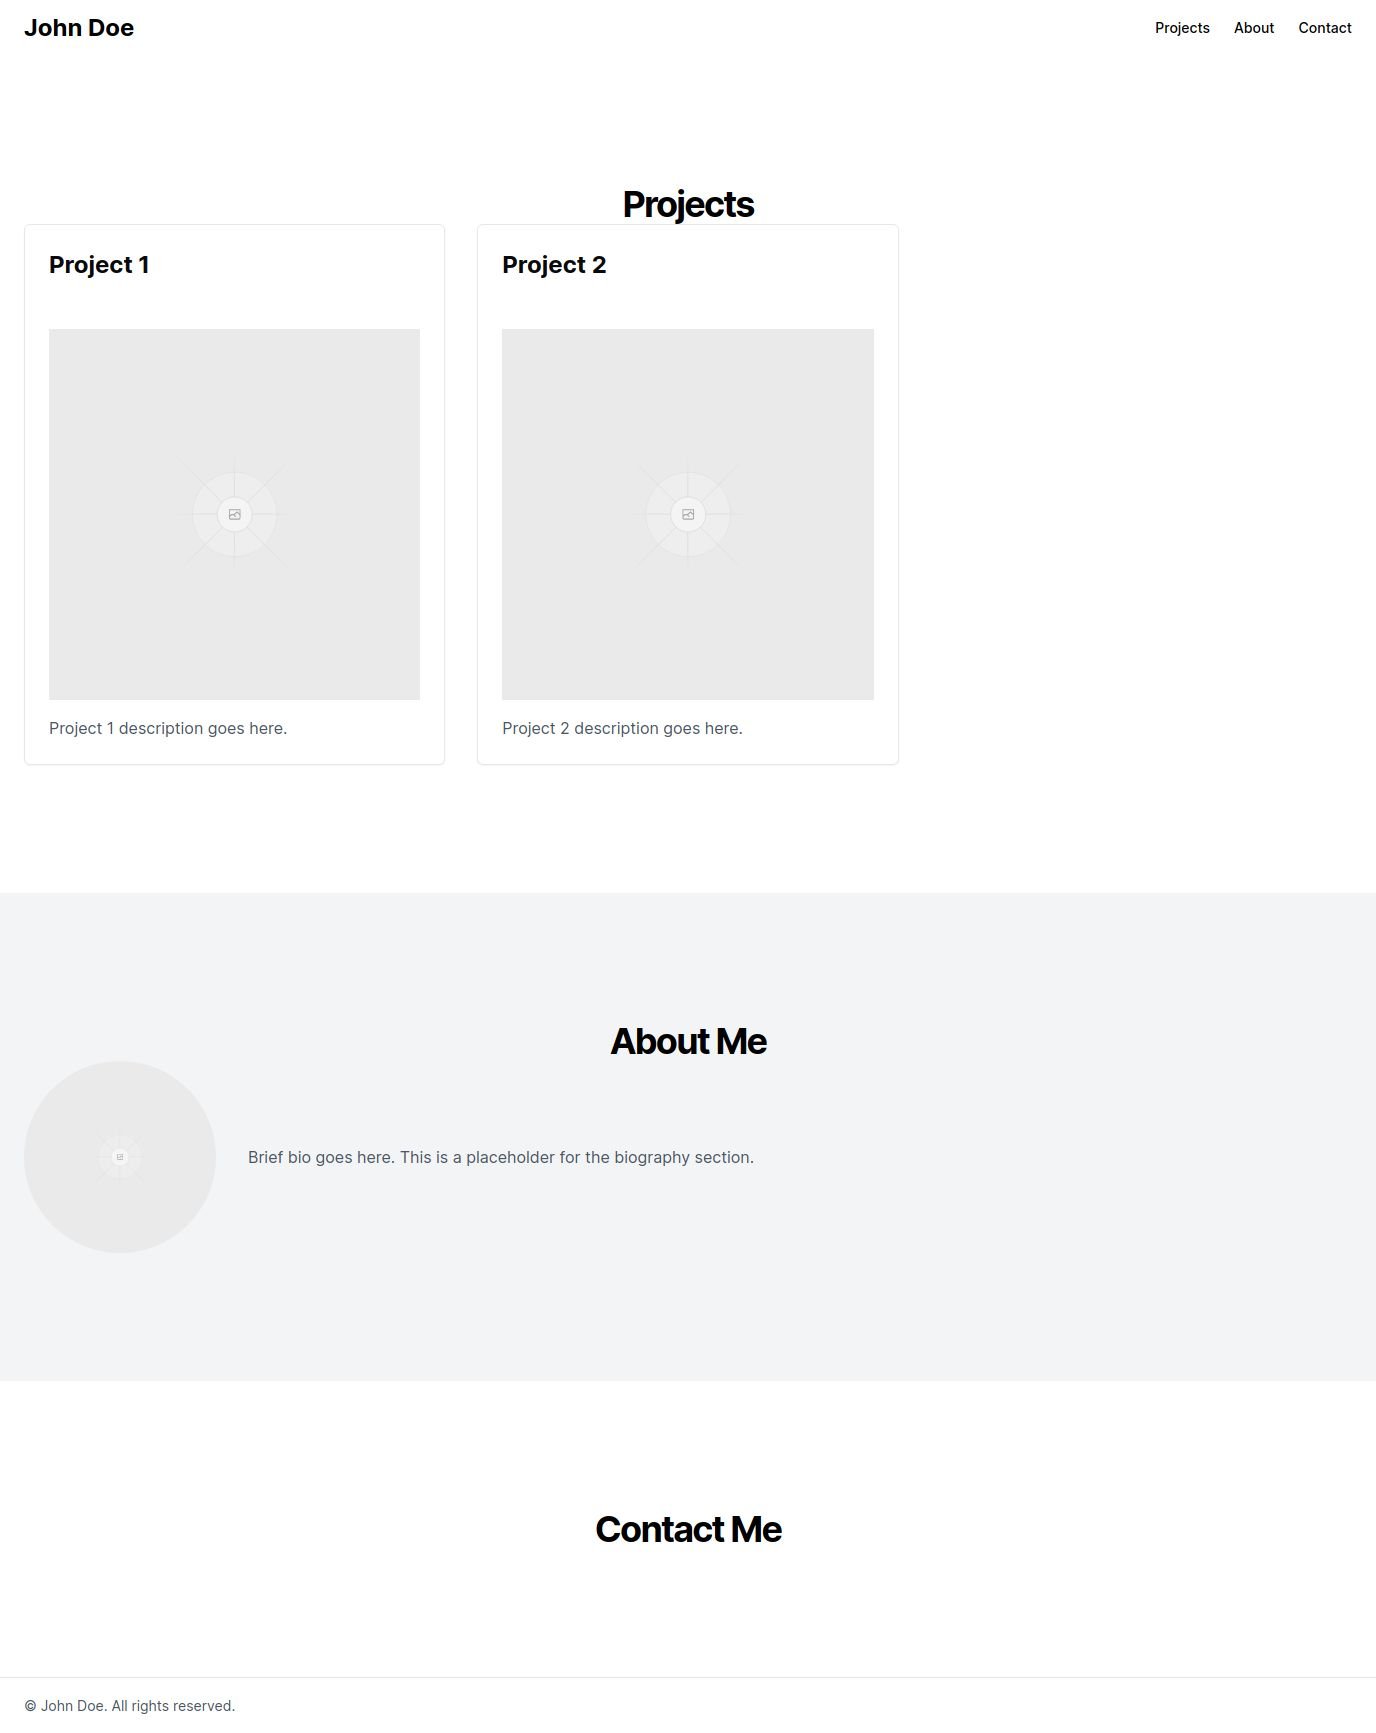 John Doe
Projects About Contact
Projects
Project 1
Project 2
Project 1 description goes here.
Project 2 description goes here.
About Me
Brief bio goes here. This is a placeholder for the biography section.
Contact Me
© John Doe. All rights reserved.